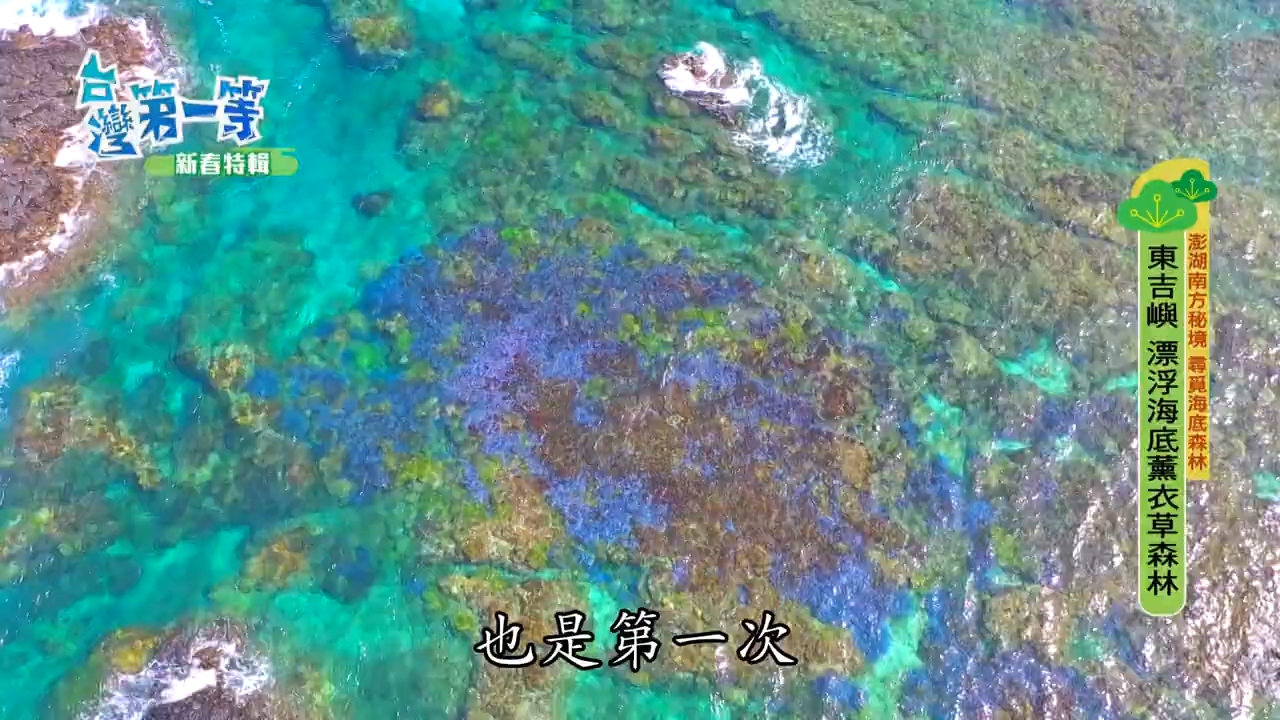 台灣第一等
新春特輯
澎湖南方秘境 尋覓海底森林
東吉嶼 漂浮海底薰衣草森林
也是第一次